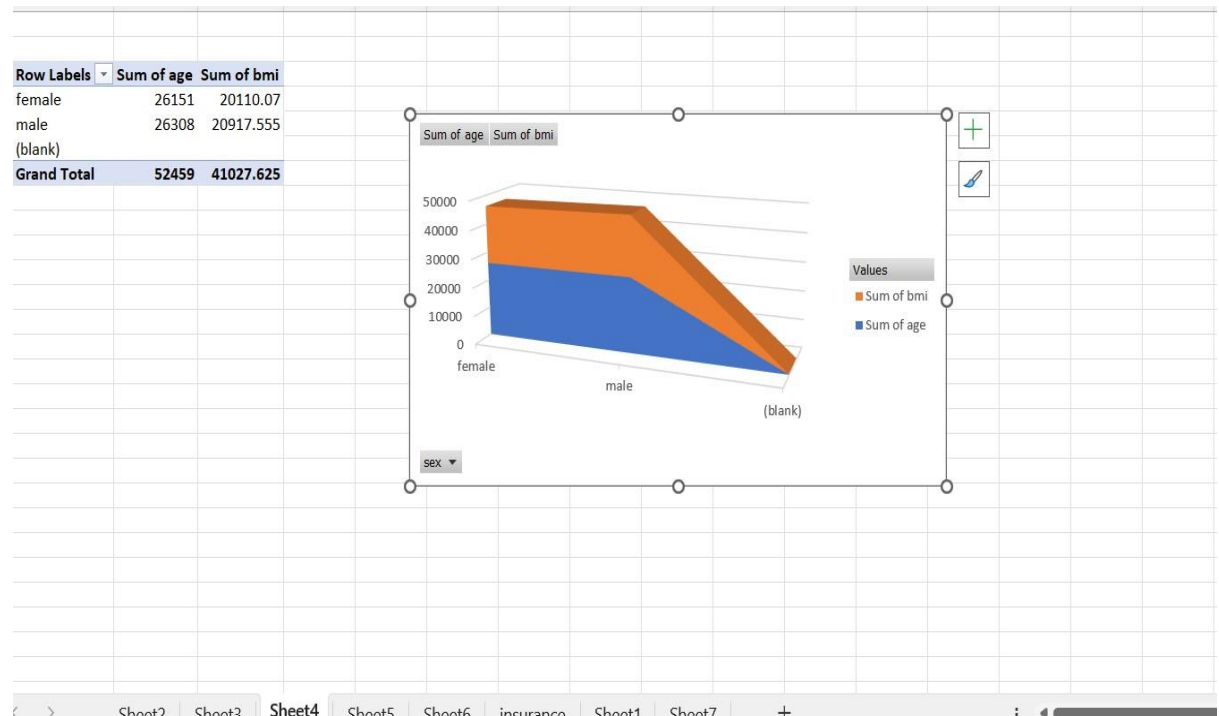 Row Labels Sum of age Sum of bmi
female 26151 20110.07
male 26308 20917.555
(blank)
Grand Total 52459 41027.625
Sum of age Sum of bmi
50000
40000
30000
20000
10000
0
female
male
(blank)
Values
Sum of bmi
Sum of age
sex
Sheet2 Sheet3 Sheet4 Sheet5 Sheet6 insurance Sheet1 Sheet7 +